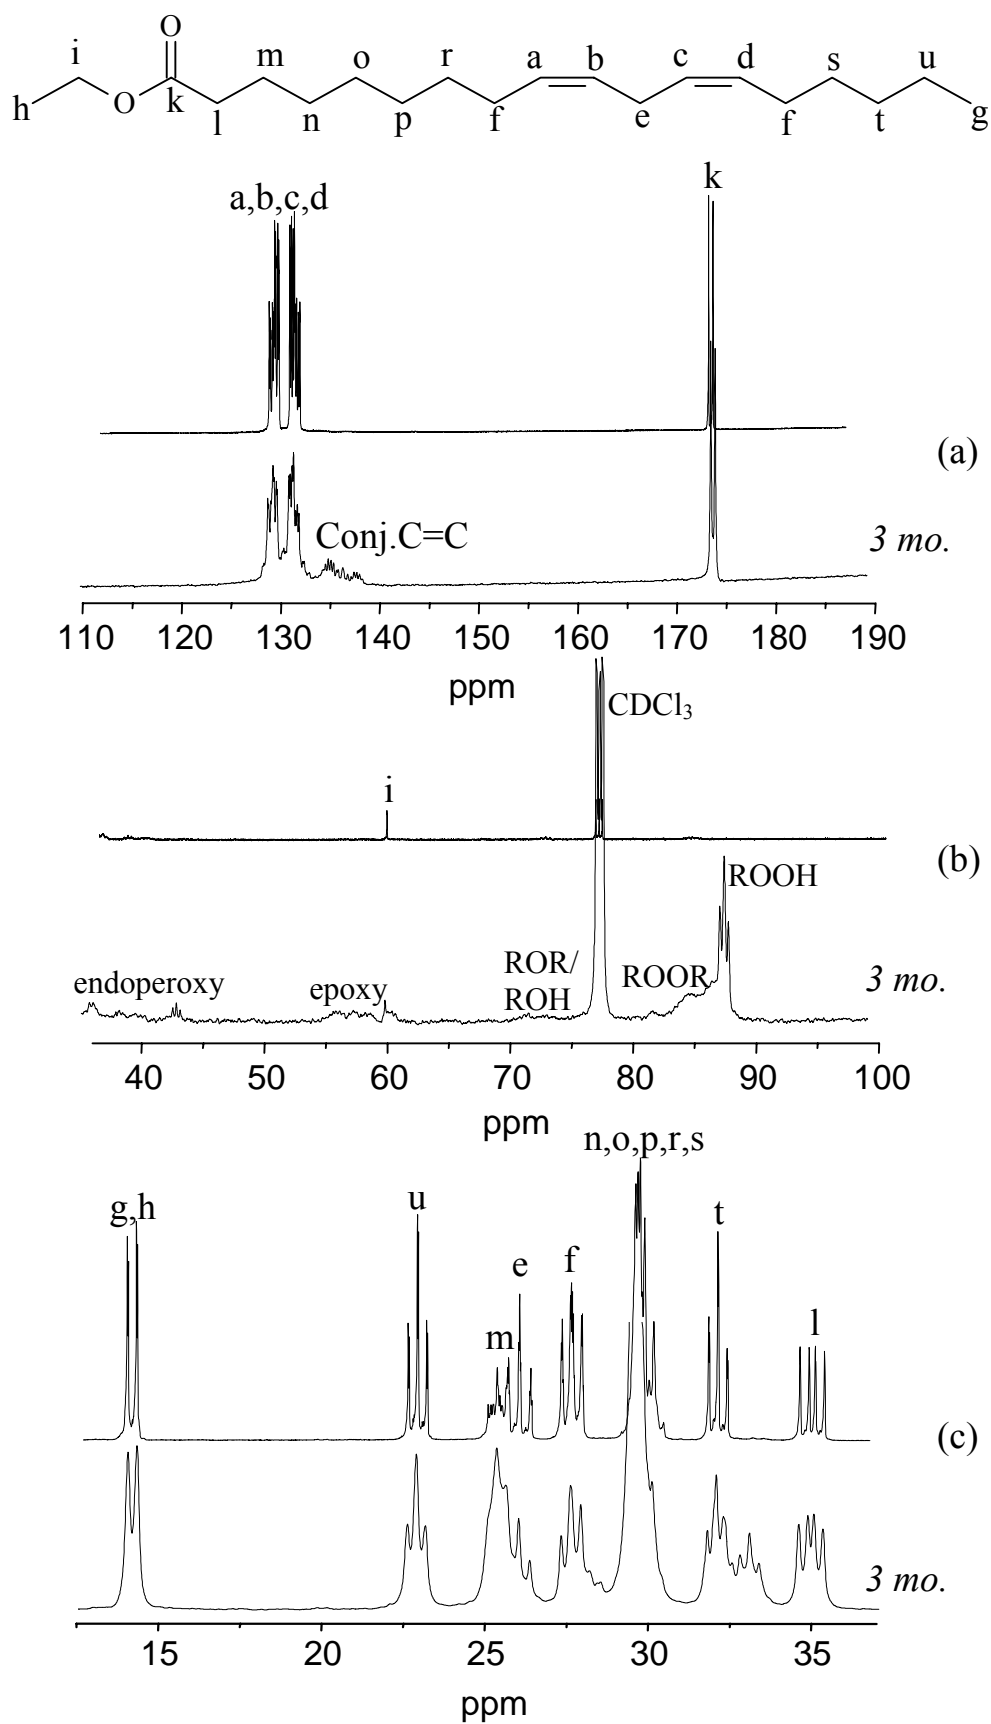 O
i m o r a b c d s u
h O k l n p f e f t g
a,b,c,d
k
(a)
Conj.C=C
3 mo.
110 120 130 140 150 160 170 180 190
ppm
CDCl3
i
(b)
ROOH
endoperoxy
epoxy
ROR/
ROH
ROOR
3 mo.
40 50 60 70 80 90 100
ppm
n,o,p,r,s
g,h
u
t
e
f
m
l
(c)
3 mo.
15 20 25 30 35
ppm